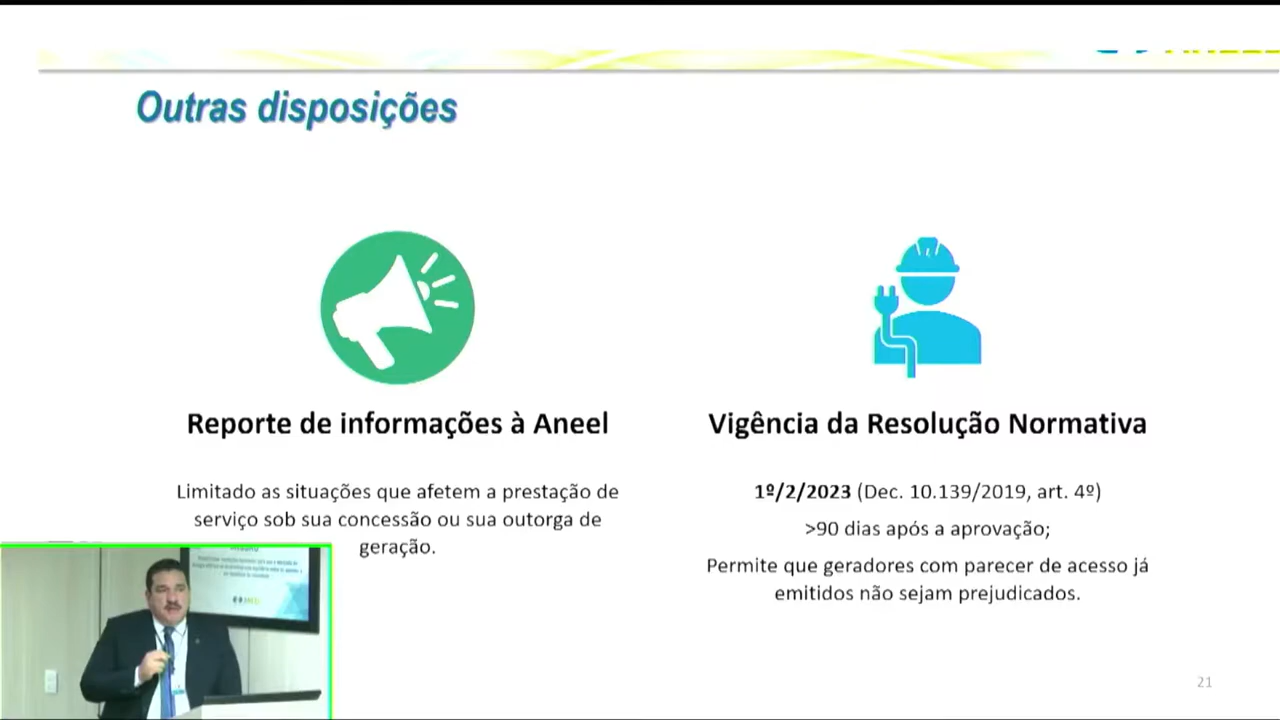 Outras disposições
Reporte de informações à Aneel
Limitado as situações que afetem a prestação de
serviço sob sua concessão ou sua outorga de
geração.
Vigência da Resolução Normativa
1º/2/2023 (Dec. 10.139/2019, art. 4º)
>90 dias após a aprovação;
Permite que geradores com parecer de acesso já
emitidos não sejam prejudicados.
21